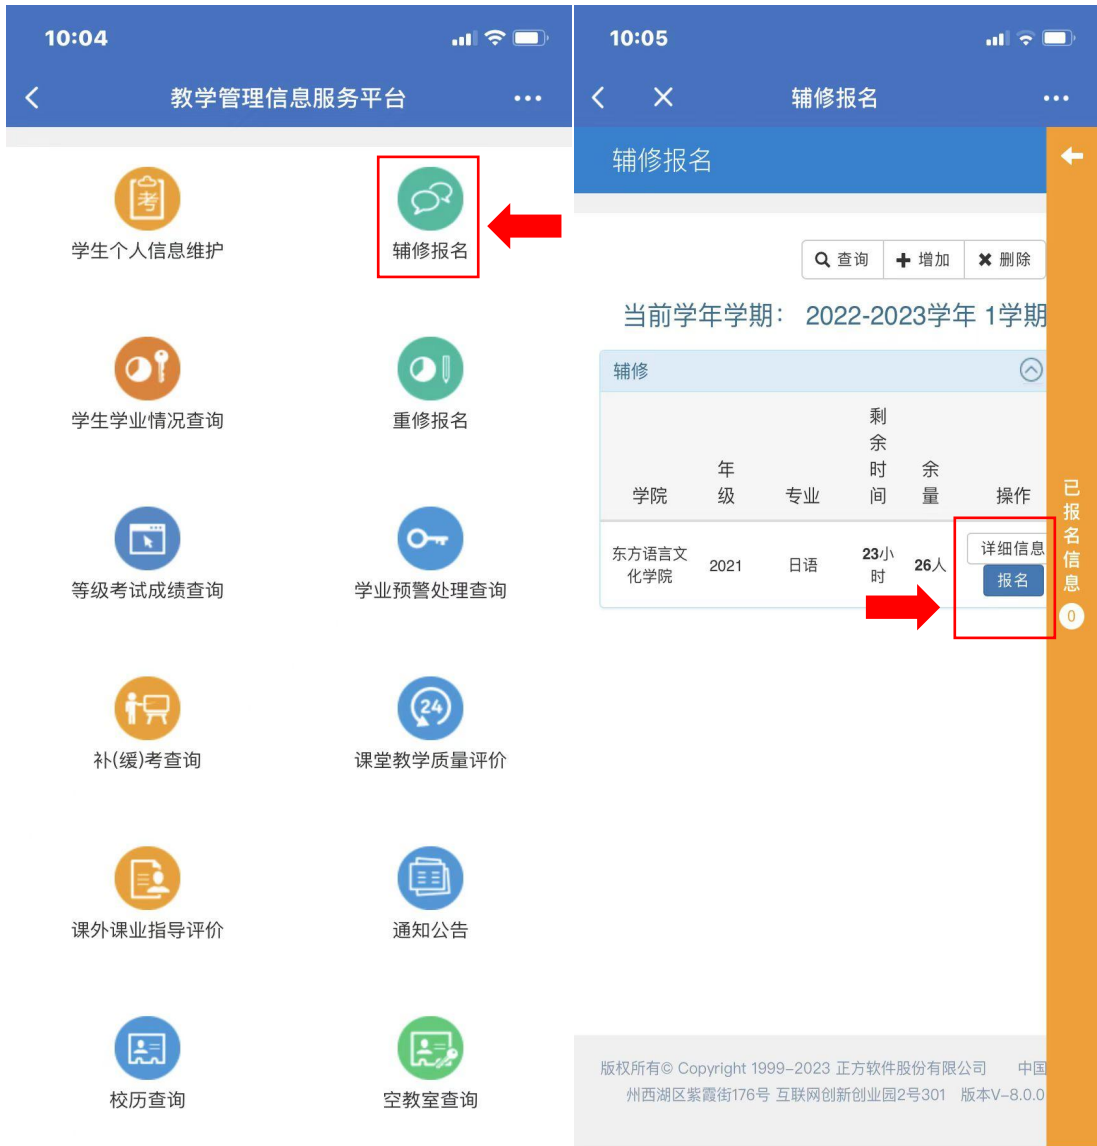 10:04
教学管理信息服务平台
考
学生个人信息维护
辅修报名
学生学业情况查询
重修报名
等级考试成绩查询
学业预警处理查询
补(缓)考查询
24
课堂教学质量评价
课外课业指导评价
通知公告
校历查询
空教室查询
10:05
辅修报名
辅修报名
查询
增加
删除
当前学年学期： 2022-2023学年 1学期
辅修
学院
年级
专业
剩余时间
余量
操作
东方语言文
化学院
2021
日语
23小
时
26人
详细信息
报名
已报名信息
0
版权所有© Copyright 1999-2023 正方软件股份有限公司 中国
州西湖区紫霞街176号 互联网创新创业园2号301 版本V-8.0.0